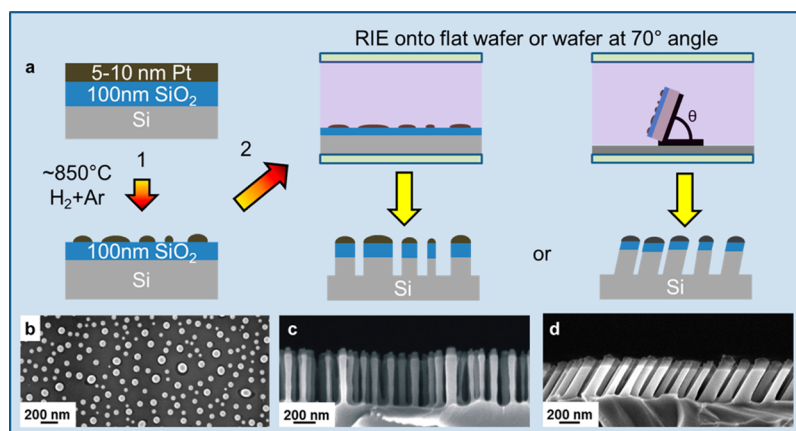 RIE onto flat wafer or wafer at 70° angle
a
5-10 nm Pt
100nm SiO₂
Si
~850°C
H₂+Ar
1
2
θ
100nm SiO₂
Si
Si
or
Si
b
200 nm
c
200 nm
d
200 nm